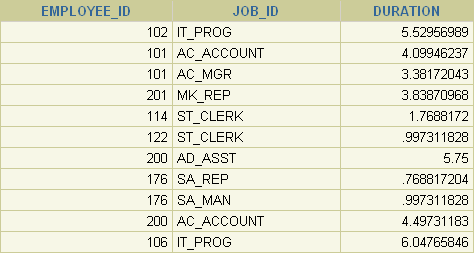 EMPLOYEE_ID JOB_ID DURATION
102 IT_PROG 5.52956989
101 AC_ACCOUNT 4.09946237
101 AC_MGR 3.38172043
201 MK_REP 3.83870968
114 ST_CLERK 1.7688172
122 ST_CLERK .997311828
200 AD_ASST 5.75
176 SA_REP .768817204
176 SA_MAN .997311828
200 AC_ACCOUNT 4.49731183
106 IT_PROG 6.04765846